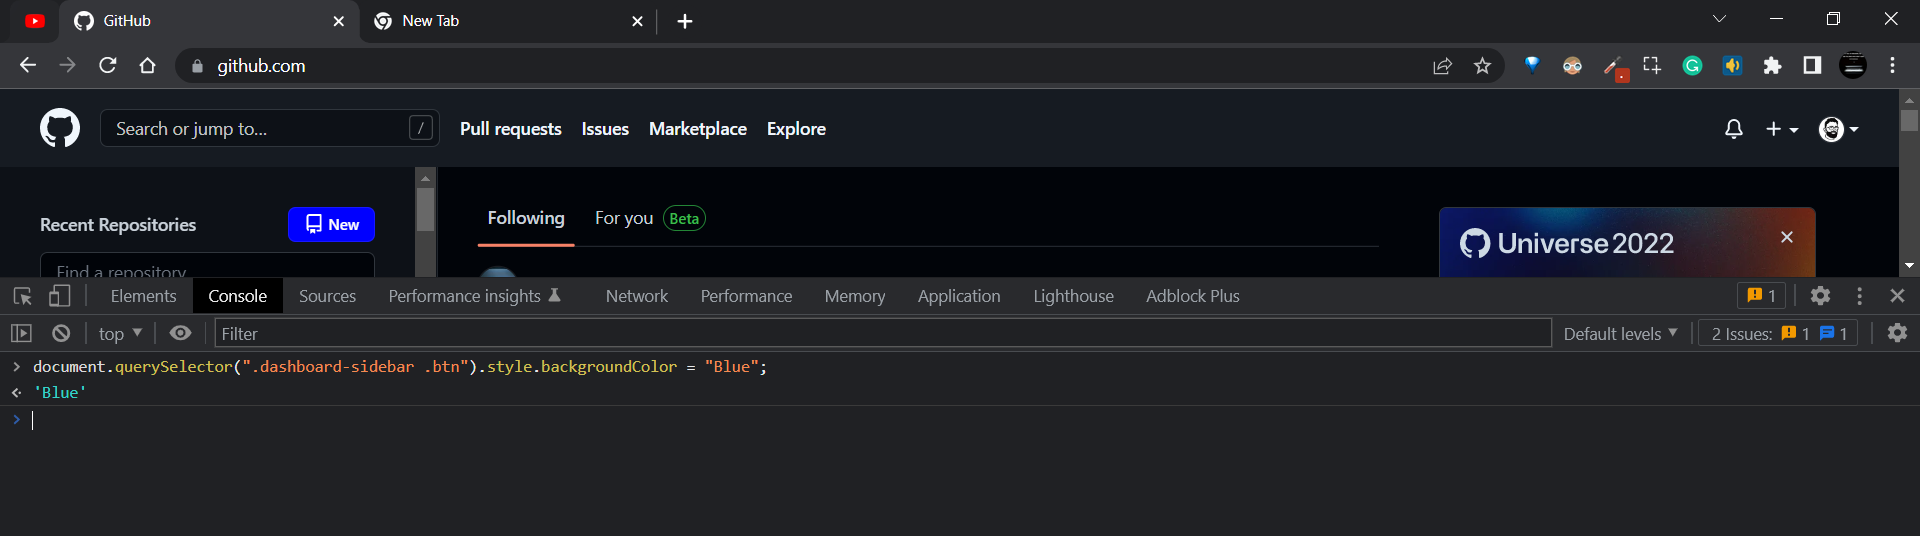 GitHub
New Tab
github.com
Search or jump to... /
Pull requests Issues Marketplace Explore
Recent Repositories
New
Find a repository
Following For you Beta
Universe 2022
Elements Console Sources Performance insights Network Performance Memory Application Lighthouse Adblock Plus 1
top Filter Default levels 2 Issues: 1 1
document.querySelector(".dashboard-sidebar .btn").style.backgroundColor = "Blue";
'Blue'